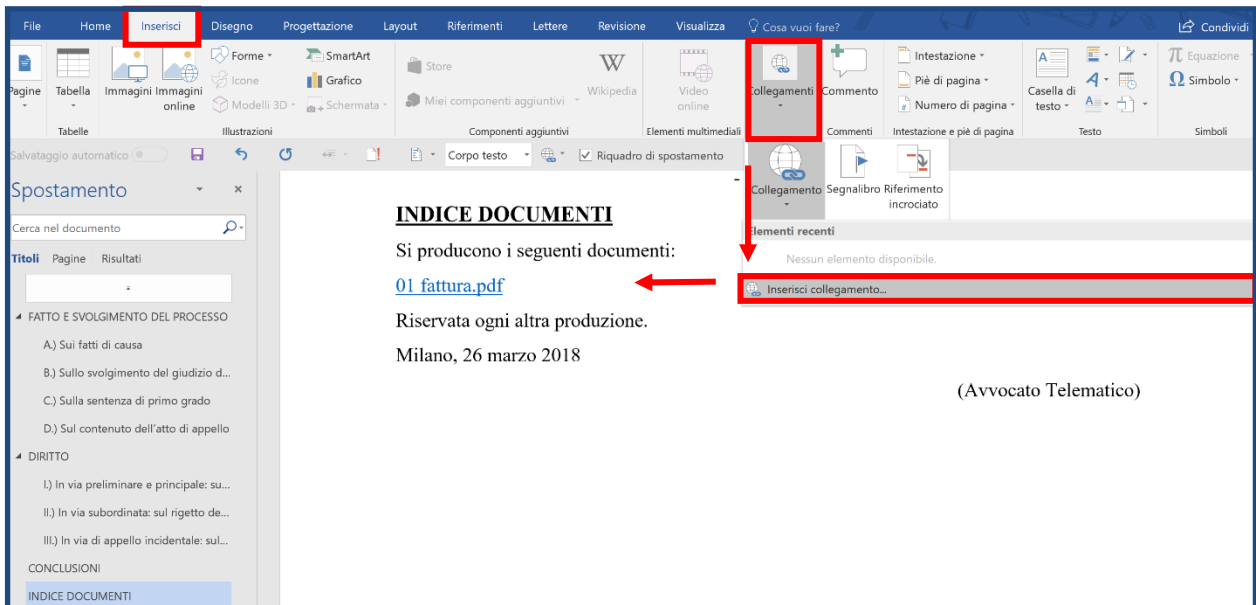 File Home Inserisci Disegno Progettazione Layout Riferimenti Lettere Revisione Visualizza Cosa vuoi fare? Condividi
Pagine
Tabella
Immagini Immagini online
Forme
Icone
Modelli 3D
SmartArt
Grafico
Schermata
Store
Miei componenti aggiuntivi
W
Wikipedia
Video online
Collegamenti
Commento
Intestazione
Piè di pagina
Numero di pagina
Casella di testo
A
π Equazione
Ω Simbolo
Tabelle Illustrazioni Componenti aggiuntivi Elementi multimediali Commenti Intestazione e piè di pagina Testo Simboli
Salvataggio automatico Corpo testo Riquadro di spostamento
Collegamento Segnalibro Riferimento incrociato
Elementi recenti
Nessun elemento disponibile.
Inserisci collegamento...
Spostamento
Cerca nel documento
Titoli Pagine Risultati
FATTO E SVOLGIMENTO DEL PROCESSO
A.) Sui fatti di causa
B.) Sullo svolgimento del giudizio d...
C.) Sulla sentenza di primo grado
D.) Sul contenuto dell'atto di appello
DIRITTO
I.) In via preliminare e principale: su...
II.) In via subordinata: sul rigetto de...
III.) In via di appello incidentale: sul...
CONCLUSIONI
INDICE DOCUMENTI
INDICE DOCUMENTI
Si producono i seguenti documenti:
01 fattura.pdf
Riservata ogni altra produzione.
Milano, 26 marzo 2018
(Avvocato Telematico)